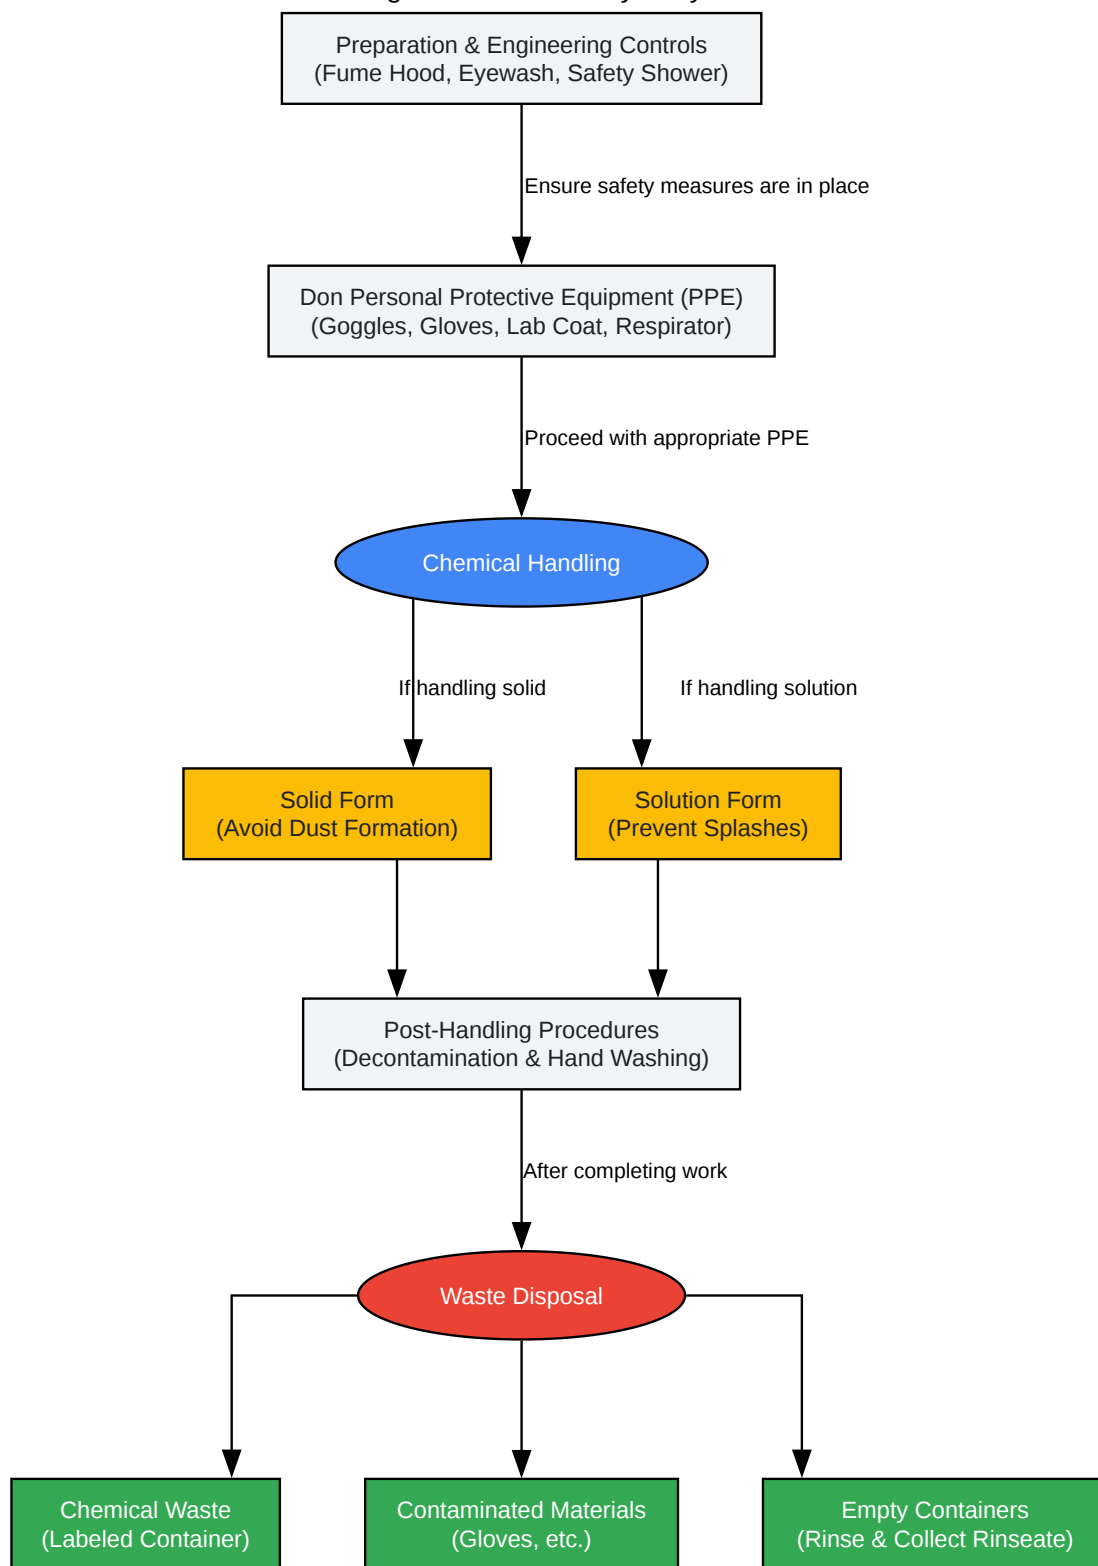 Preparation & Engineering Controls
(Fume Hood, Eyewash, Safety Shower)
Ensure safety measures are in place
Don Personal Protective Equipment (PPE)
(Goggles, Gloves, Lab Coat, Respirator)
Proceed with appropriate PPE
Chemical Handling
If handling solid
If handling solution
Solid Form
(Avoid Dust Formation)
Solution Form
(Prevent Splashes)
Post-Handling Procedures
(Decontamination & Hand Washing)
After completing work
Waste Disposal
Chemical Waste
(Labeled Container)
Contaminated Materials
(Gloves, etc.)
Empty Containers
(Rinse & Collect Rinseate)